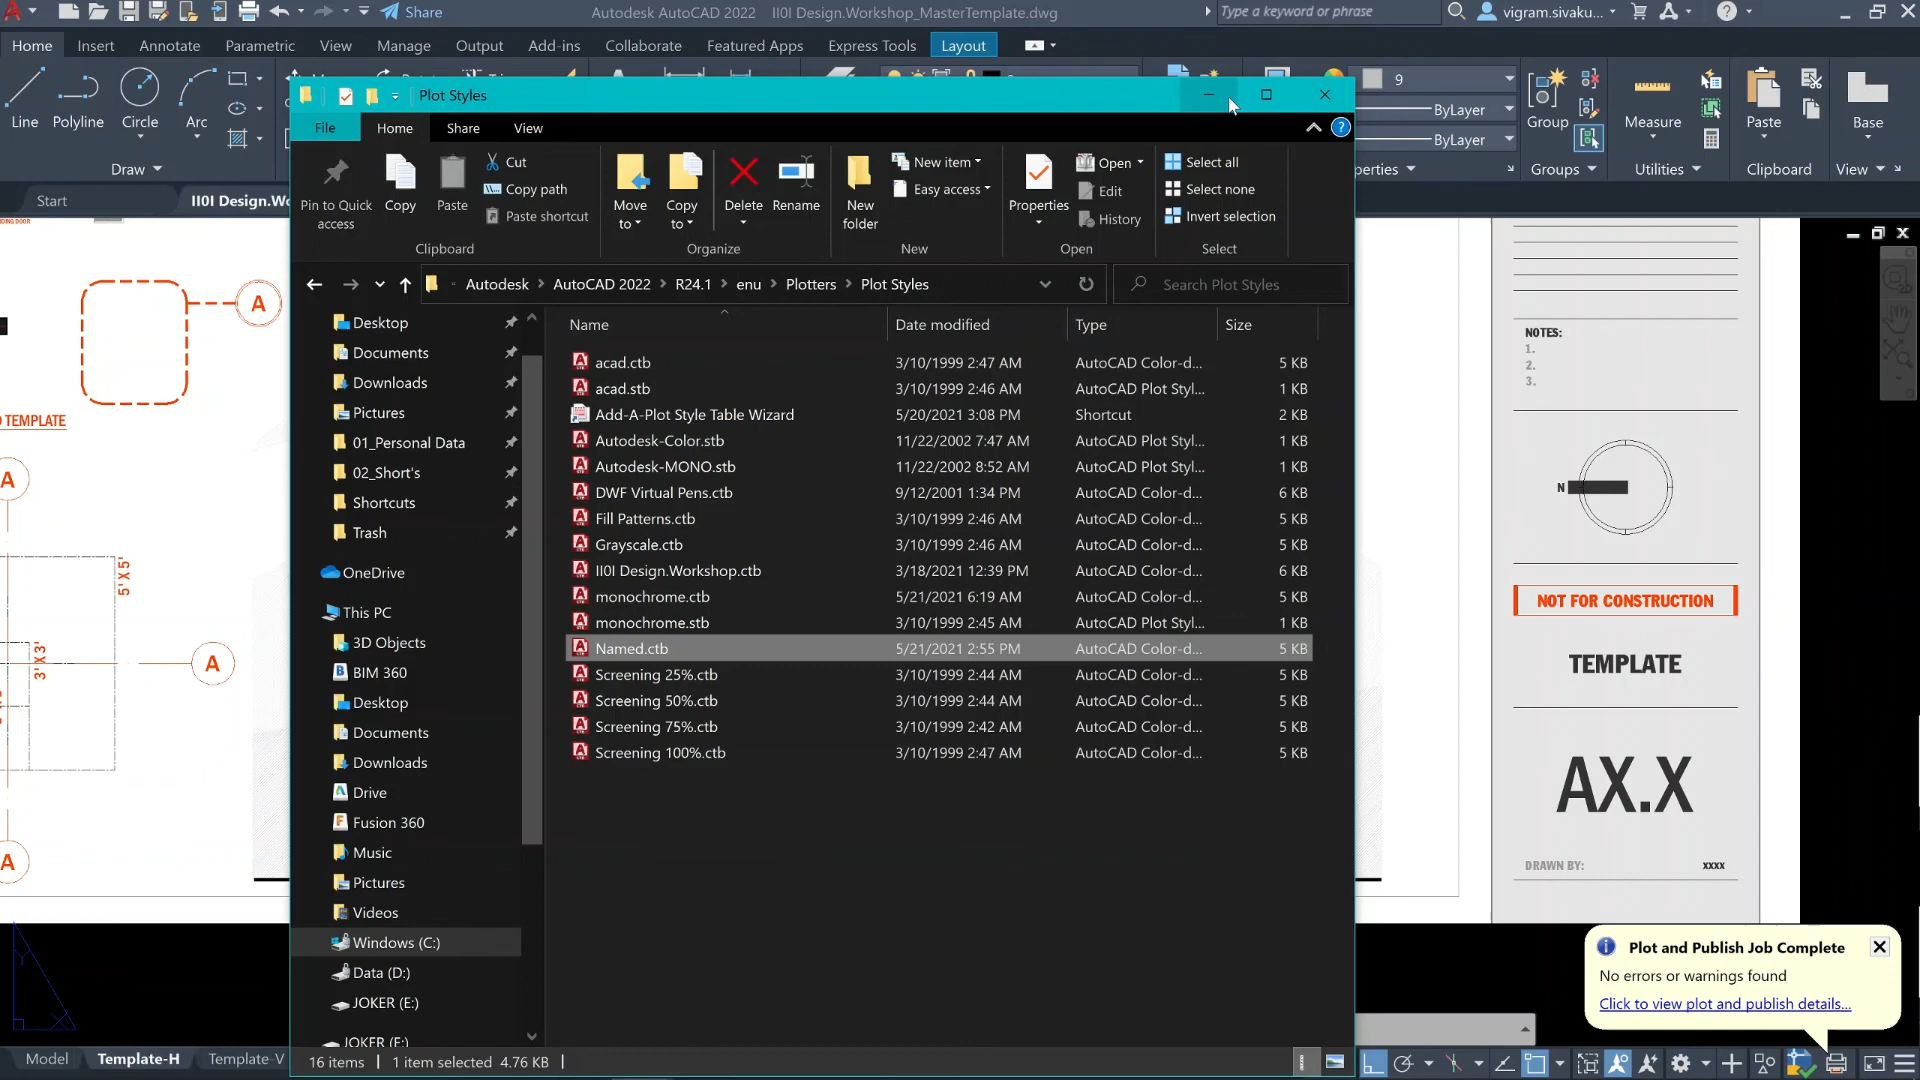 Share
Autodesk AutoCAD 2022
II0I Design.Workshop_MasterTemplate.dwg
Type a keyword or phrase
vigram.sivaku...
Home
Insert
Annotate
Parametric
View
Manage
Output
Add-ins
Collaborate
Featured Apps
Express Tools
Layout
Line
Polyline
Circle
Arc
Draw
9
ByLayer
ByLayer
Group
Groups
Measure
Utilities
Paste
Clipboard
Base
View
Plot Styles
File
Home
Share
View
Pin to Quick
access
Copy
Paste
Cut
Copy path
Paste shortcut
Clipboard
Move
to
Copy
to
Delete
Rename
Organize
New
folder
New item
Easy access
New
Properties
Open
Edit
History
Open
Select all
Select none
Invert selection
Select
Start
II0I Design.Wo
Autodesk
AutoCAD 2022
R24.1
enu
Plotters
Plot Styles
Search Plot Styles
Desktop
Documents
Downloads
Pictures
01_Personal Data
02_Short's
Shortcuts
Trash
OneDrive
This PC
3D Objects
BIM 360
Desktop
Documents
Downloads
Drive
Fusion 360
Music
Pictures
Videos
Windows (C:)
Data (D:)
JOKER (E:)
Name Date modified Type Size
acad.ctb 3/10/1999 2:47 AM AutoCAD Color-d... 5 KB
acad.stb 3/10/1999 2:46 AM AutoCAD Plot Styl... 1 KB
Add-A-Plot Style Table Wizard 5/20/2021 3:08 PM Shortcut 2 KB
Autodesk-Color.stb 11/22/2002 7:47 AM AutoCAD Plot Styl... 1 KB
Autodesk-MONO.stb 11/22/2002 8:52 AM AutoCAD Plot Styl... 1 KB
DWF Virtual Pens.ctb 9/12/2001 1:34 PM AutoCAD Color-d... 6 KB
Fill Patterns.ctb 3/10/1999 2:46 AM AutoCAD Color-d... 5 KB
Grayscale.ctb 3/10/1999 2:46 AM AutoCAD Color-d... 5 KB
II0I Design.Workshop.ctb 3/18/2021 12:39 PM AutoCAD Color-d... 6 KB
monochrome.ctb 5/21/2021 6:19 AM AutoCAD Color-d... 5 KB
monochrome.stb 3/10/1999 2:45 AM AutoCAD Plot Styl... 1 KB
Named.ctb 5/21/2021 2:55 PM AutoCAD Color-d... 5 KB
Screening 25%.ctb 3/10/1999 2:44 AM AutoCAD Color-d... 5 KB
Screening 50%.ctb 3/10/1999 2:44 AM AutoCAD Color-d... 5 KB
Screening 75%.ctb 3/10/1999 2:42 AM AutoCAD Color-d... 5 KB
Screening 100%.ctb 3/10/1999 2:47 AM AutoCAD Color-d... 5 KB
16 items
1 item selected 4.76 KB
A
TEMPLATE
A
5' X 5'
3' X 3'
A
A
NOTES:
1.
2.
3.
N
NOT FOR CONSTRUCTION
TEMPLATE
AX.X
DRAWN BY: xxxx
Plot and Publish Job Complete
No errors or warnings found
Click to view plot and publish details...
Model
Template-H
Template-V